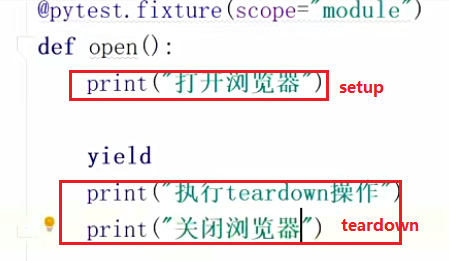 @pytest.fixture(scope="module")
def open():
print("打开浏览器") setup
yield
print("执行teardown操作")
print("关闭浏览器") teardown